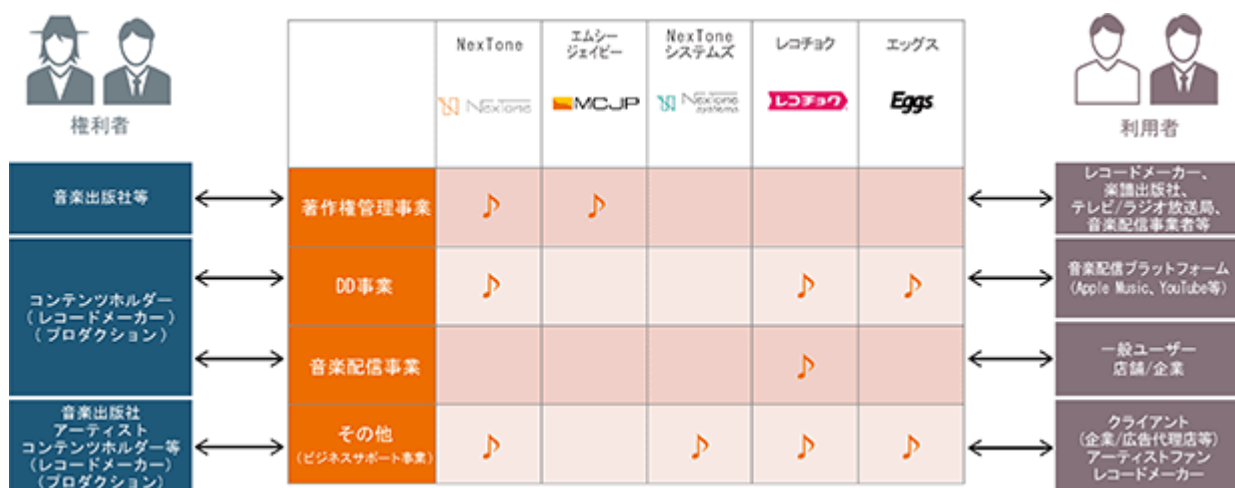 NexTone
エムシー
ジェイピー
NexTone
システムズ
レコチョク
エッグス
NexTone
MCJP
NexTone
systems
レコチョク
Eggs
権利者
利用者
音楽出版社等
著作権管理事業
♪
♪
レコードメーカー、
楽譜出版社、
テレビ/ラジオ放送局、
音楽配信事業者等
コンテンツホルダー
(レコードメーカー)
(プロダクション)
DD事業
♪
♪
♪
音楽配信プラットフォーム
(Apple Music、YouTube等)
音楽配信事業
♪
一般ユーザー
店舗/企業
音楽出版社
アーティスト
コンテンツホルダー等
(レコードメーカー)
(プロダクション)
その他
(ビジネスサポート事業)
♪
♪
♪
♪
クライアント
(企業/広告代理店等)
アーティストファン
レコードメーカー